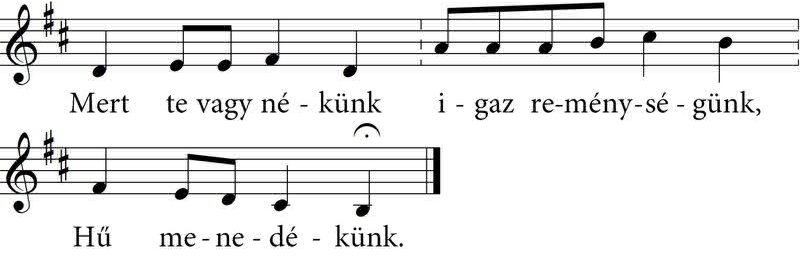 Mert te vagy né - künk i - gaz re-mény-sé - günk,
Hű me - ne - dé - künk.